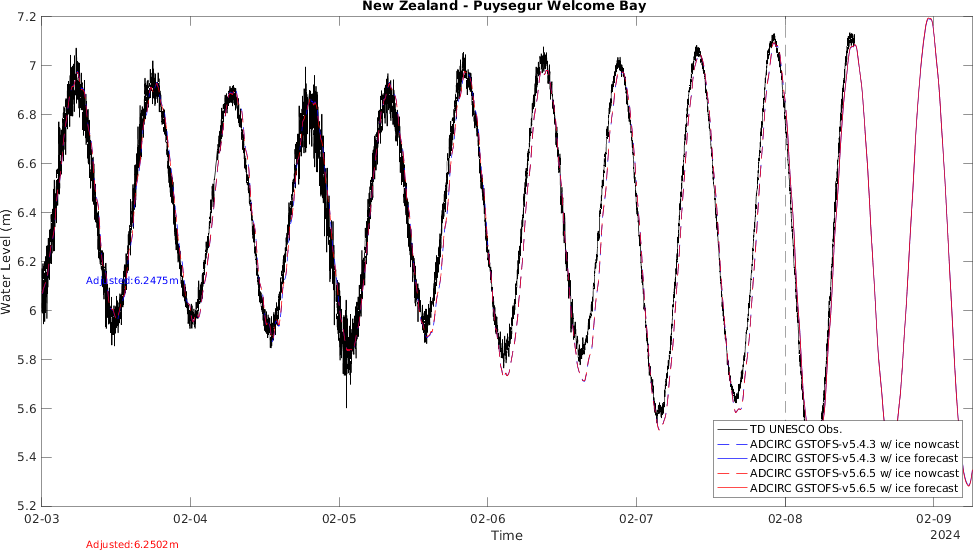 New Zealand - Puysegur Welcome Bay
7.2
7
6.8
6.6
6.4
6.2
6
5.8
5.6
5.4
5.2
Water Level (m)
Adjusted:6.2475m
TD UNESCO Obs.
ADCIRC GSTOFS-v5.4.3 w/ ice nowcast
ADCIRC GSTOFS-v5.4.3 w/ ice forecast
ADCIRC GSTOFS-v5.6.5 w/ ice nowcast
ADCIRC GSTOFS-v5.6.5 w/ ice forecast
02-03 02-04 02-05 02-06 02-07 02-08 02-09
Time
2024
Adjusted:6.2502m